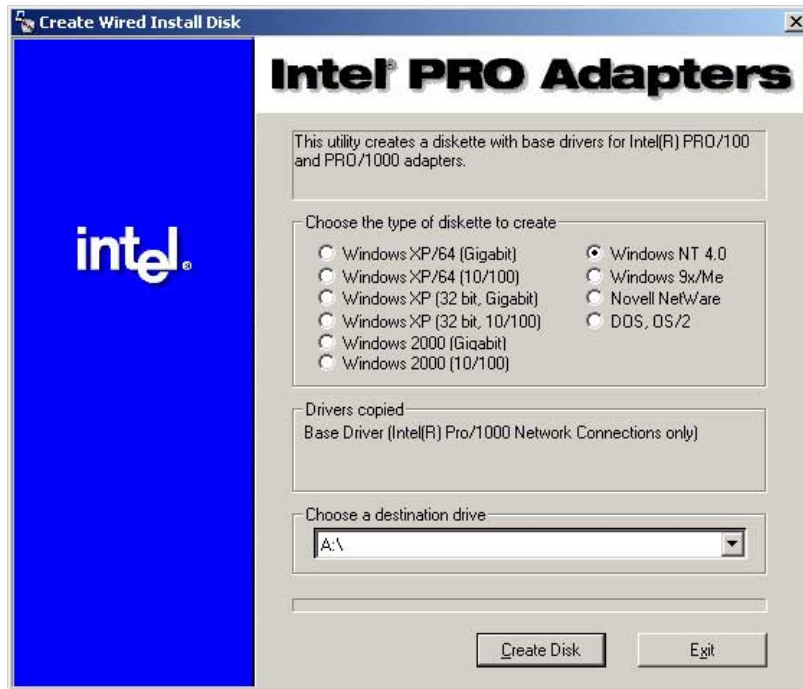 Create Wired Install Disk
Intel® PRO Adapters
This utility creates a diskette with base drivers for Intel(R) PRO/100
and PRO/1000 adapters.
intel®
Choose the type of diskette to create
Windows XP/64 (Gigabit)
Windows XP/64 (10/100)
Windows XP (32 bit, Gigabit)
Windows XP (32 bit, 10/100)
Windows 2000 (Gigabit)
Windows 2000 (10/100)
Windows NT 4.0
Windows 9x/Me
Novell NetWare
DOS, OS/2
Drivers copied
Base Driver (Intel(R) Pro/1000 Network Connections only)
Choose a destination drive
A:\
Create Disk
Exit